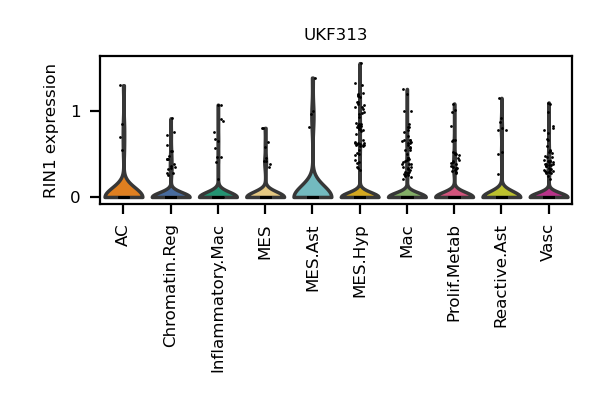 UKF313
RIN1 expression
1
0
AC
Chromatin.Reg
Inflammatory.Mac
MES
MES.Ast
MES.Hyp
Mac
Prolif.Metab
Reactive.Ast
Vasc